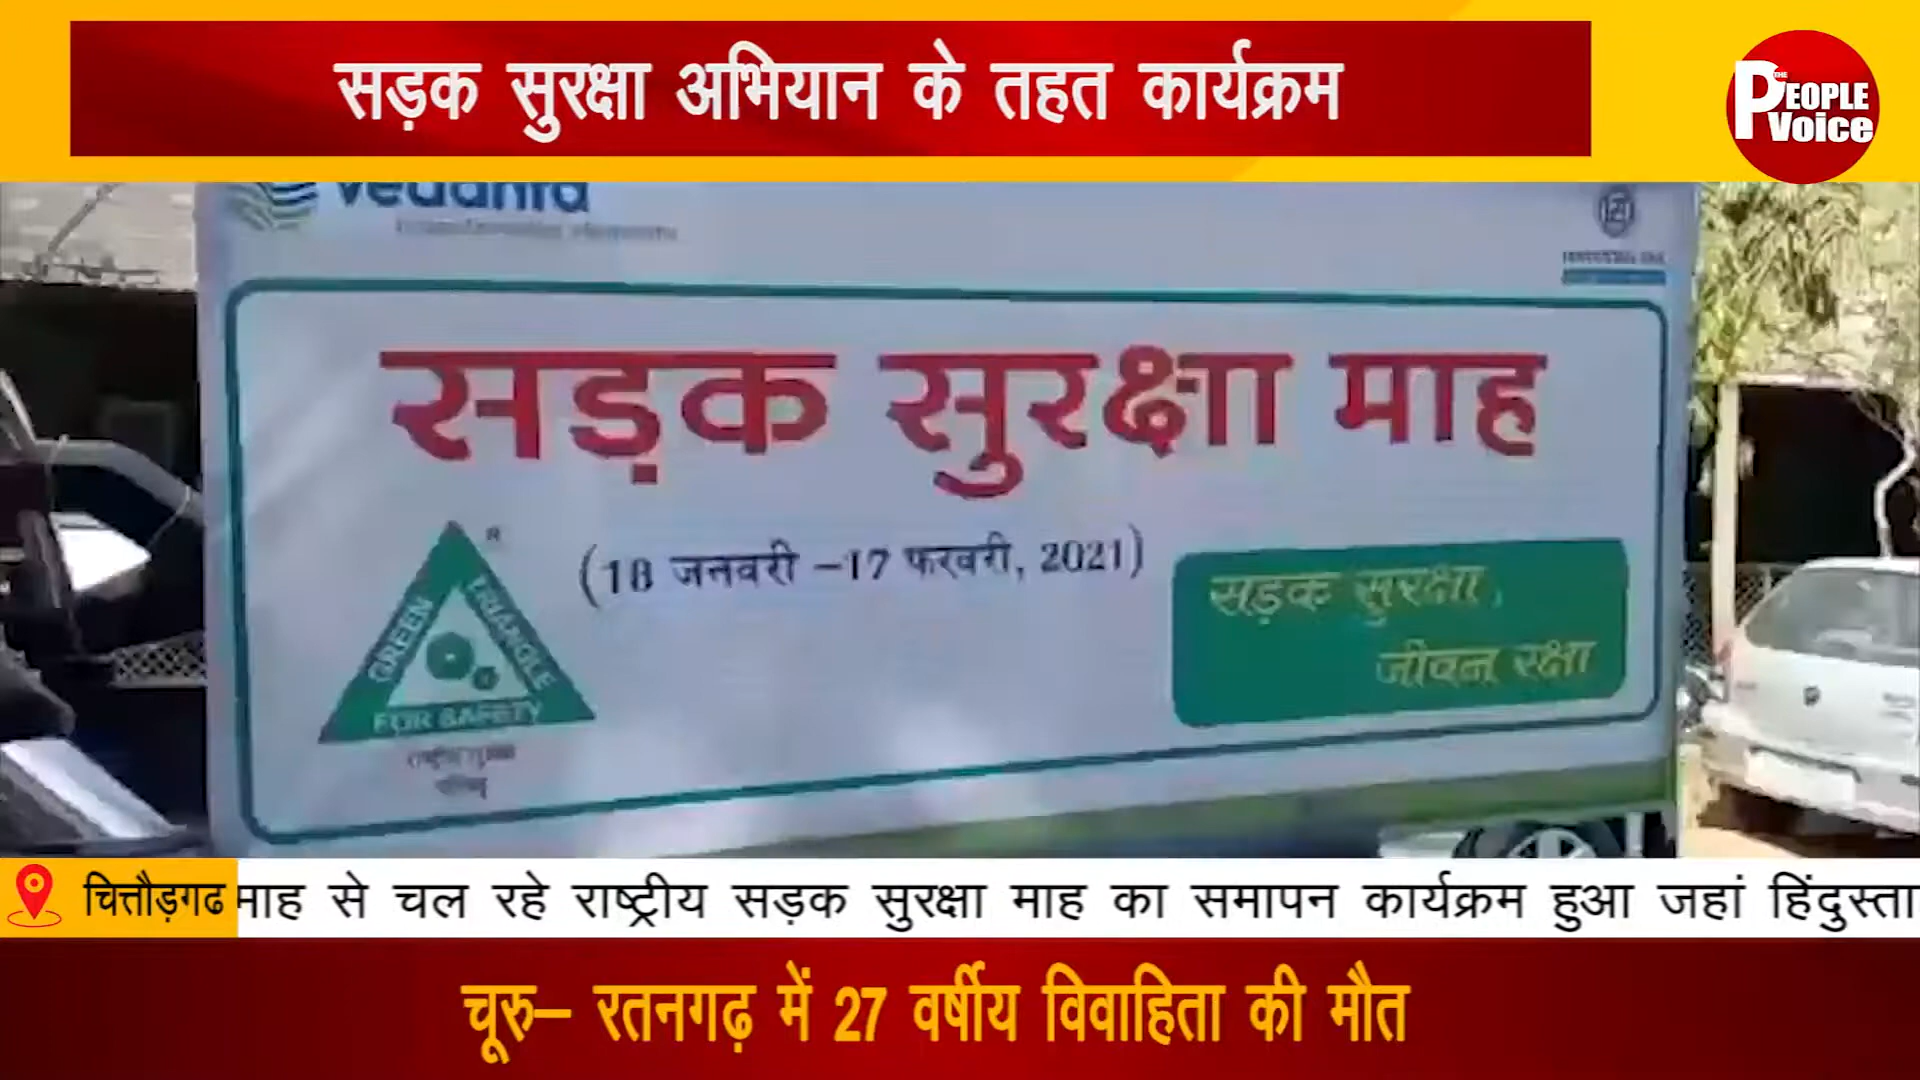 सड़क सुरक्षा अभियान के तहत कार्यक्रम
THE
PEOPLE
Voice
vedanta
सड़क सुरक्षा माह
(18 जनवरी –17 फरवरी, 2021)
सड़क सुरक्षा,
जीवन रक्षा
R
GREEN TRIANGLE
FOR SAFETY
चित्तौड़गढ
माह से चल रहे राष्ट्रीय सड़क सुरक्षा माह का समापन कार्यक्रम हुआ जहां हिंदुस्ता
चूरु– रतनगढ़ में 27 वर्षीय विवाहिता की मौत